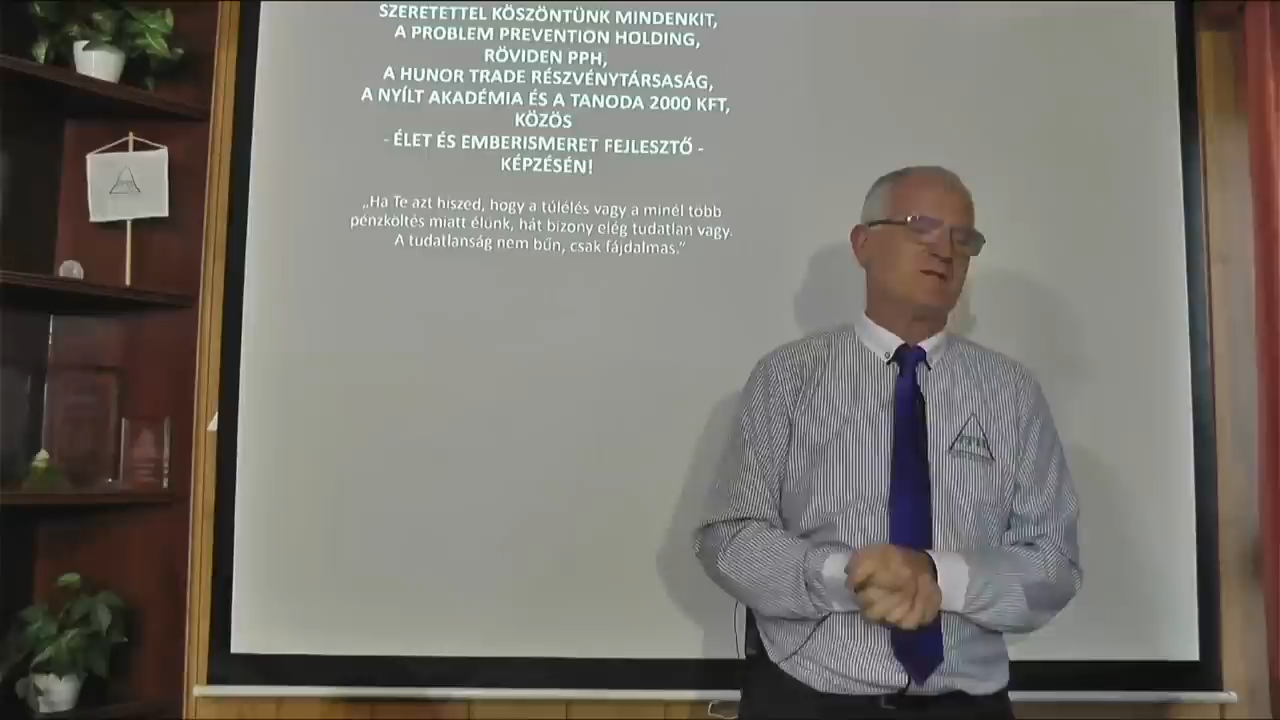 SZERETETTEL KÖSZÖNTÜNK MINDENKIT,
A PROBLEM PREVENTION HOLDING,
RÖVIDEN PPH,
A HUNOR TRADE RÉSZVÉNYTÁRSASÁG,
A NYÍLT AKADÉMIA ÉS A TANODA 2000 KFT,
KÖZÖS
- ÉLET ÉS EMBERISMERET FEJLESZTŐ -
KÉPZÉSÉN!
„Ha Te azt hiszed, hogy a túlélés vagy a minél több
pénzköltés miatt élünk, hát bizony elég tudatlan vagy.
A tudatlanság nem bűn, csak fájdalmas.”
PPH